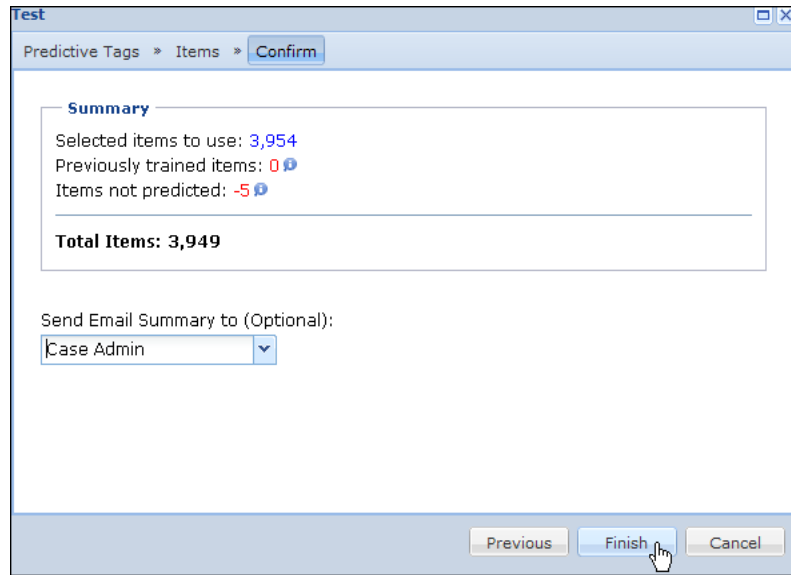 Test
Predictive Tags » Items » Confirm
Summary
Selected items to use: 3,954
Previously trained items: 0
Items not predicted: -5
Total Items: 3,949
Send Email Summary to (Optional):
Case Admin
Previous Finish Cancel